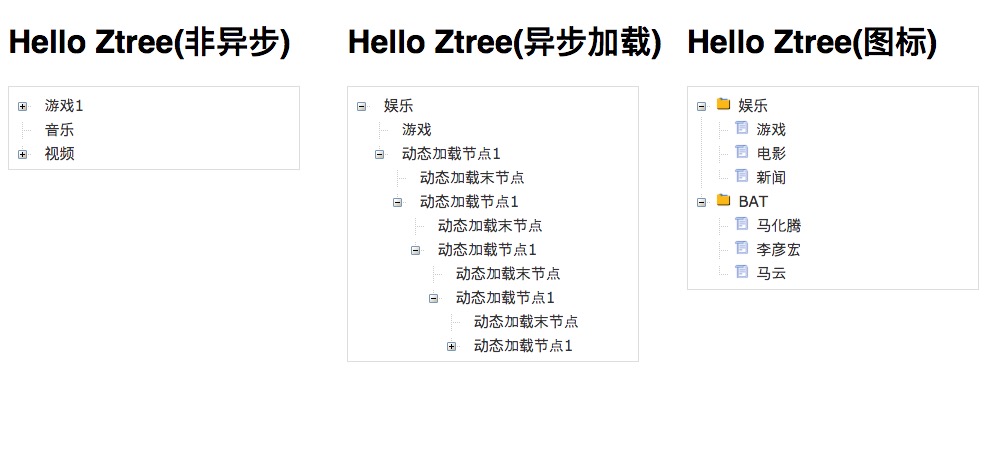 Hello Ztree(非异步)
游戏1
音乐
视频
Hello Ztree(异步加载)
娱乐
游戏
动态加载节点1
动态加载末节点
动态加载节点1
动态加载末节点
动态加载节点1
动态加载末节点
动态加载节点1
动态加载末节点
动态加载节点1
Hello Ztree(图标)
娱乐
游戏
电影
新闻
BAT
马化腾
李彦宏
马云